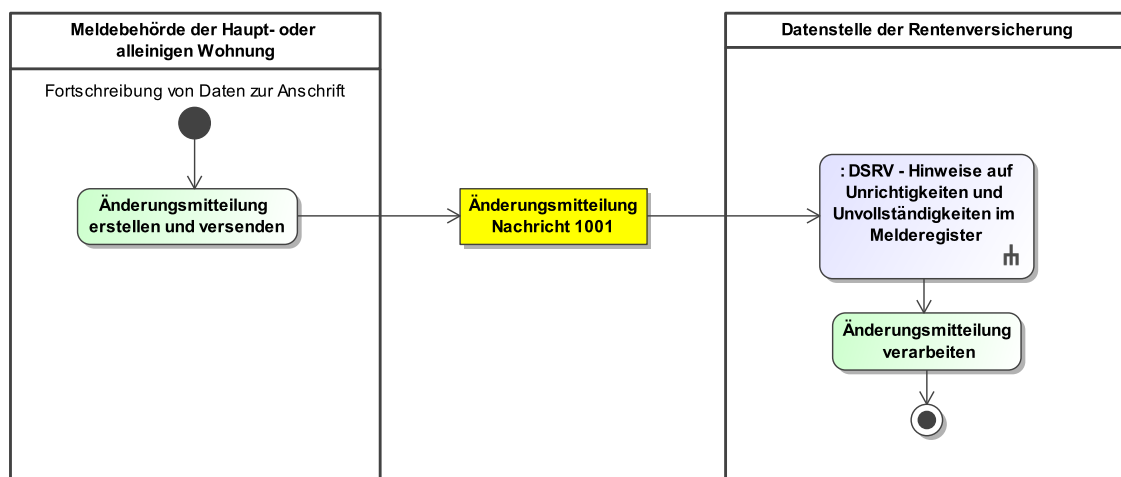 Meldebehörde der Haupt- oder
alleinigen Wohnung
Fortschreibung von Daten zur Anschrift
Änderungsmitteilung
erstellen und versenden
Änderungsmitteilung
Nachricht 1001
Datenstelle der Rentenversicherung
: DSRV - Hinweise auf
Unrichtigkeiten und
Unvollständigkeiten im
Melderegister
Änderungsmitteilung
verarbeiten